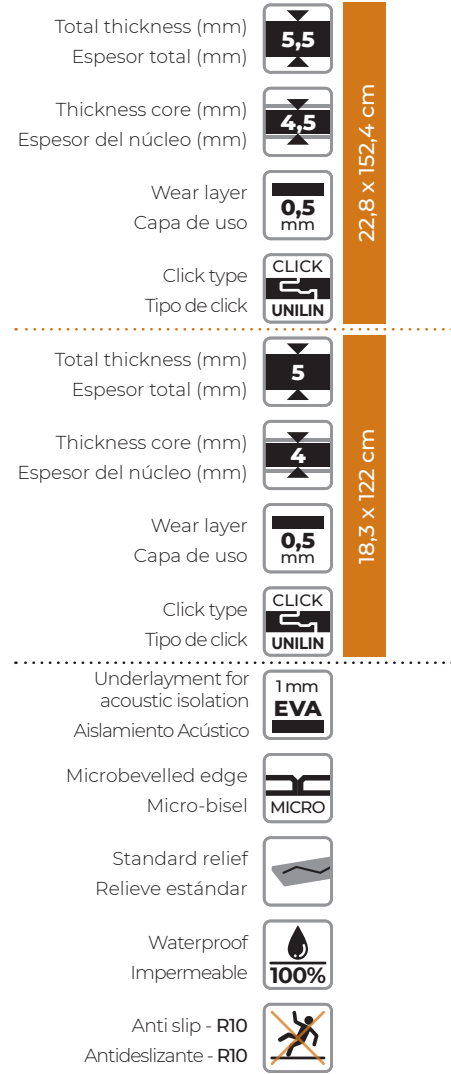 Total thickness (mm)
Espesor total (mm)
5,5
Thickness core (mm)
Espesor del núcleo (mm)
4,5
Wear layer
Capa de uso
0,5
mm
Click type
Tipo de click
CLICK
UNILIN
22,8 x 152,4 cm
Total thickness (mm)
Espesor total (mm)
5
Thickness core (mm)
Espesor del núcleo (mm)
4
Wear layer
Capa de uso
0,5
mm
Click type
Tipo de click
CLICK
UNILIN
18,3 x 122 cm
Underlayment for
acoustic isolation
Aislamiento Acústico
1 mm
EVA
Microbevelled edge
Micro-bisel
MICRO
Standard relief
Relieve estándar
Waterproof
Impermeable
100%
Anti slip - R10
Antideslizante - R10